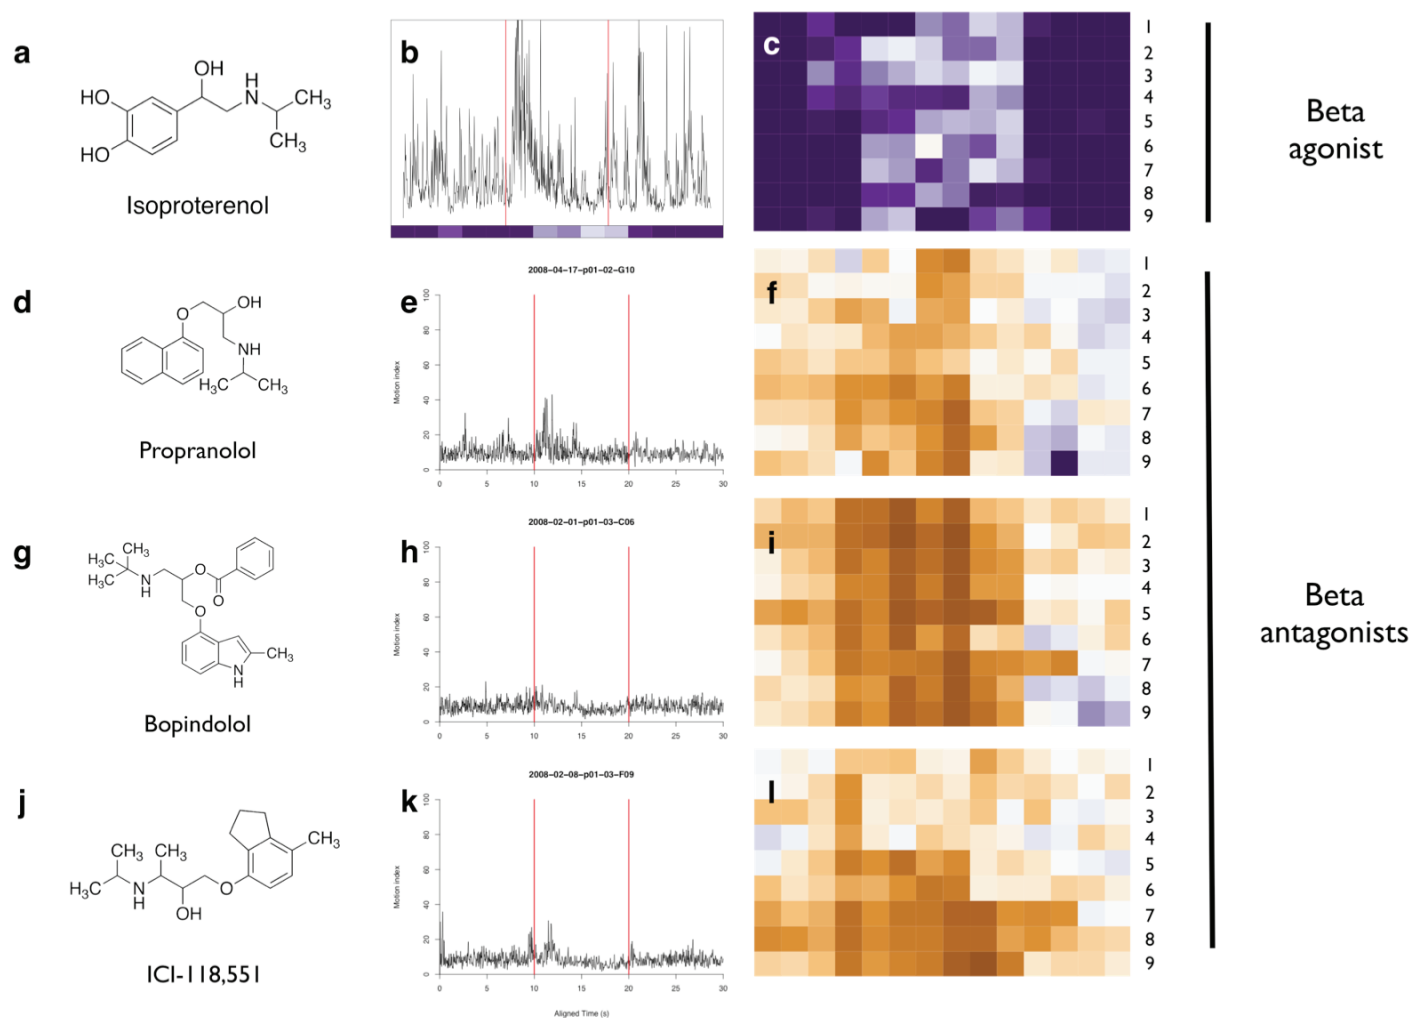 a
OH
H
N
HO
CH3
CH3
HO
Isoproterenol
b
c
1
2
3
4
5
6
7
8
9
Beta
agonist
d
OH
O
NH
H3C
CH3
Propranolol
e
2008-04-17-p01-02-G10
Motion index
100
80
60
40
20
0
0 5 10 15 20 25 30
f
1
2
3
4
5
6
7
8
9
g
CH3
H3C
H3C
N
H
O
O
O
CH3
N
H
Bopindolol
h
2008-02-01-p01-03-C06
Motion index
100
80
60
40
20
0
0 5 10 15 20 25 30
i
1
2
3
4
5
6
7
8
9
Beta
antagonists
j
CH3
CH3 CH3
H3C
N
H
O
OH
ICI-118,551
k
2008-02-08-p01-03-F09
Motion index
100
80
60
40
20
0
0 5 10 15 20 25 30
Aligned Time (s)
l
1
2
3
4
5
6
7
8
9